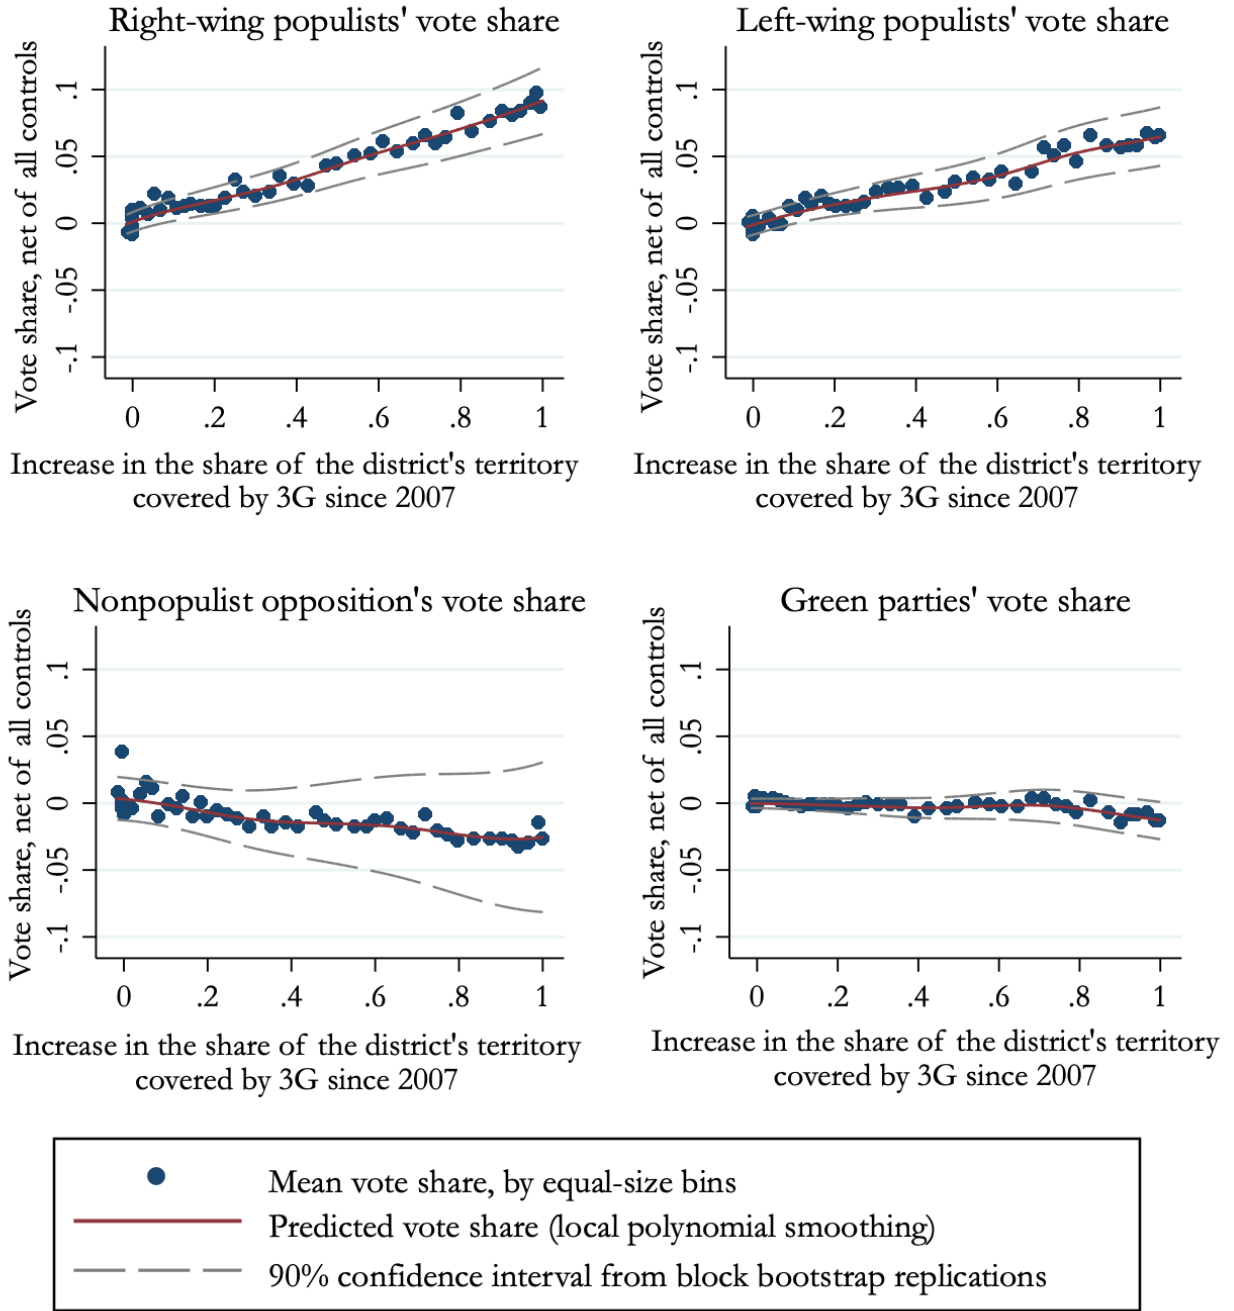 Right-wing populists' vote share
Vote share, net of all controls
.1
.05
0
-.05
-.1
0 .2 .4 .6 .8 1
Increase in the share of the district's territory
covered by 3G since 2007
Left-wing populists' vote share
Vote share, net of all controls
.1
.05
0
-.05
-.1
0 .2 .4 .6 .8 1
Increase in the share of the district's territory
covered by 3G since 2007
Nonpopulist opposition's vote share
Vote share, net of all controls
.1
.05
0
-.05
-.1
0 .2 .4 .6 .8 1
Increase in the share of the district's territory
covered by 3G since 2007
Green parties' vote share
Vote share, net of all controls
.1
.05
0
-.05
-.1
0 .2 .4 .6 .8 1
Increase in the share of the district's territory
covered by 3G since 2007
Mean vote share, by equal-size bins
Predicted vote share (local polynomial smoothing)
90% confidence interval from block bootstrap replications